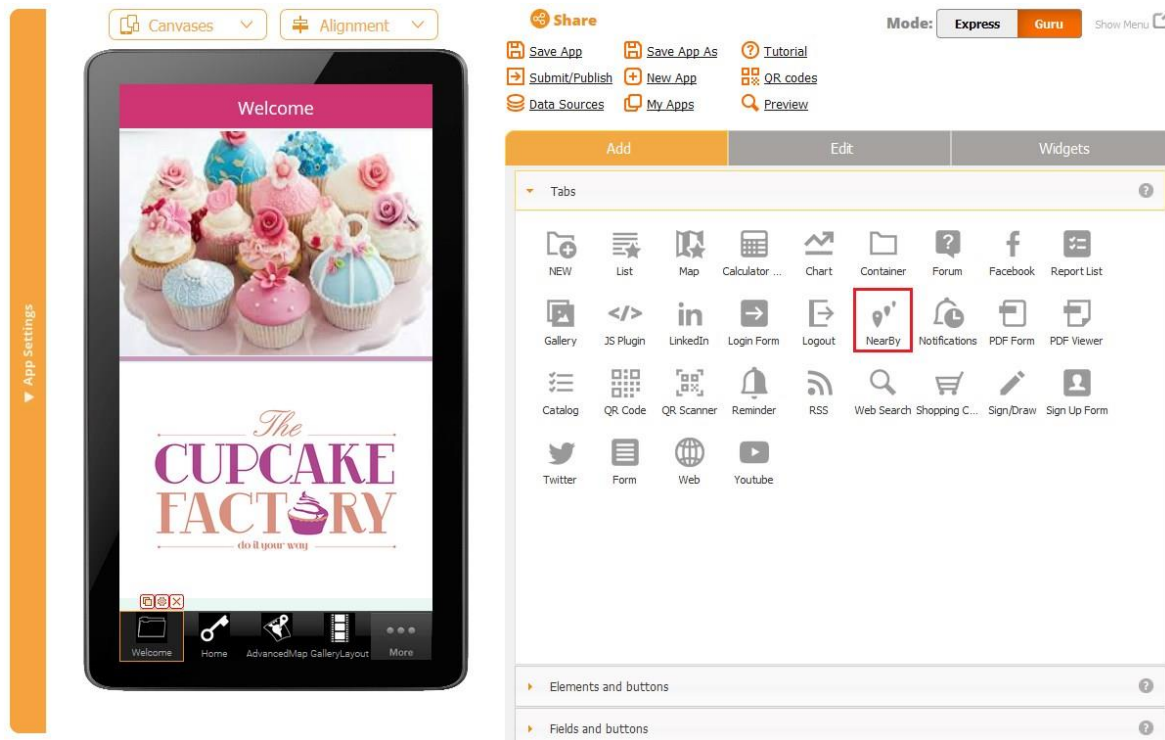 Canvases
Alignment
Share
Mode:
Express
Guru
Show Menu
Save App
Save App As
Tutorial
Submit/Publish
New App
QR codes
Data Sources
My Apps
Preview
App Settings
Welcome
The
CUPCAKE
FACTORY
do it your way
Welcome
Home
AdvancedMap
GalleryLayout
More
Add
Edit
Widgets
Tabs
NEW
List
Map
Calculator ...
Chart
Container
Forum
Facebook
Report List
Gallery
JS Plugin
LinkedIn
Login Form
Logout
NearBy
Notifications
PDF Form
PDF Viewer
Catalog
QR Code
QR Scanner
Reminder
RSS
Web Search
Shopping C...
Sign/Draw
Sign Up Form
Twitter
Form
Web
Youtube
Elements and buttons
Fields and buttons